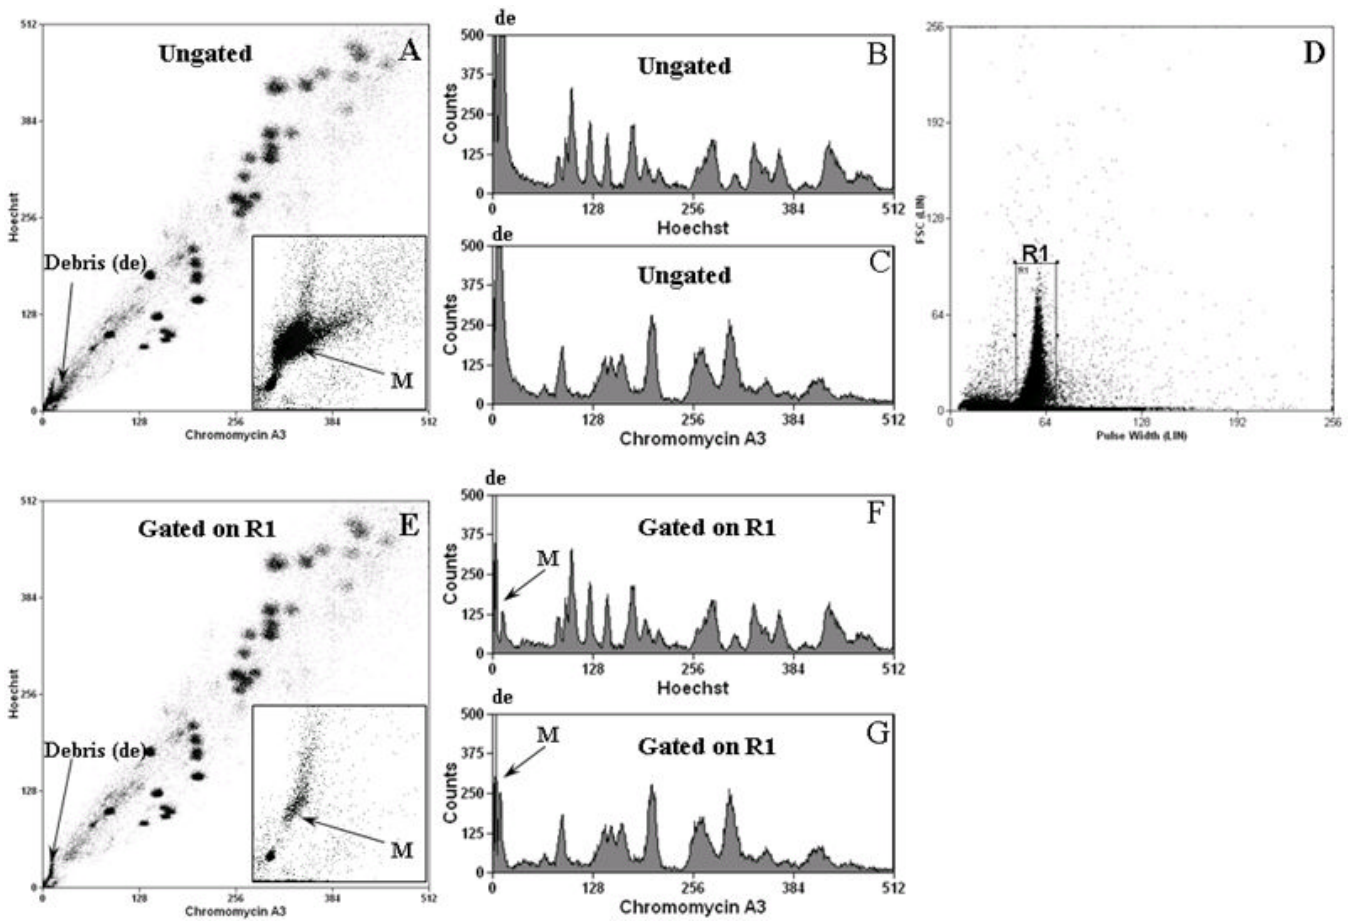 Ungated
A
512
384
256
128
0
Hoechst
Debris (de)
M
0 128 256 384 512
Chromomycin A3
de
500
375
250
125
0
Counts
Ungated
B
0 128 256 384 512
Hoechst
de
500
375
250
125
0
Counts
Ungated
C
0 128 256 384 512
Chromomycin A3
D
256
192
128
64
0
FSC (LIN)
R1
R1
0 64 128 192 256
Pulse Width (LIN)
Gated on R1
E
512
384
256
128
0
Hoechst
Debris (de)
M
0 128 256 384 512
Chromomycin A3
de
500
375
250
125
0
Counts
M
Gated on R1
F
0 128 256 384 512
Hoechst
de
500
375
250
125
0
Counts
M
Gated on R1
G
0 128 256 384 512
Chromomycin A3